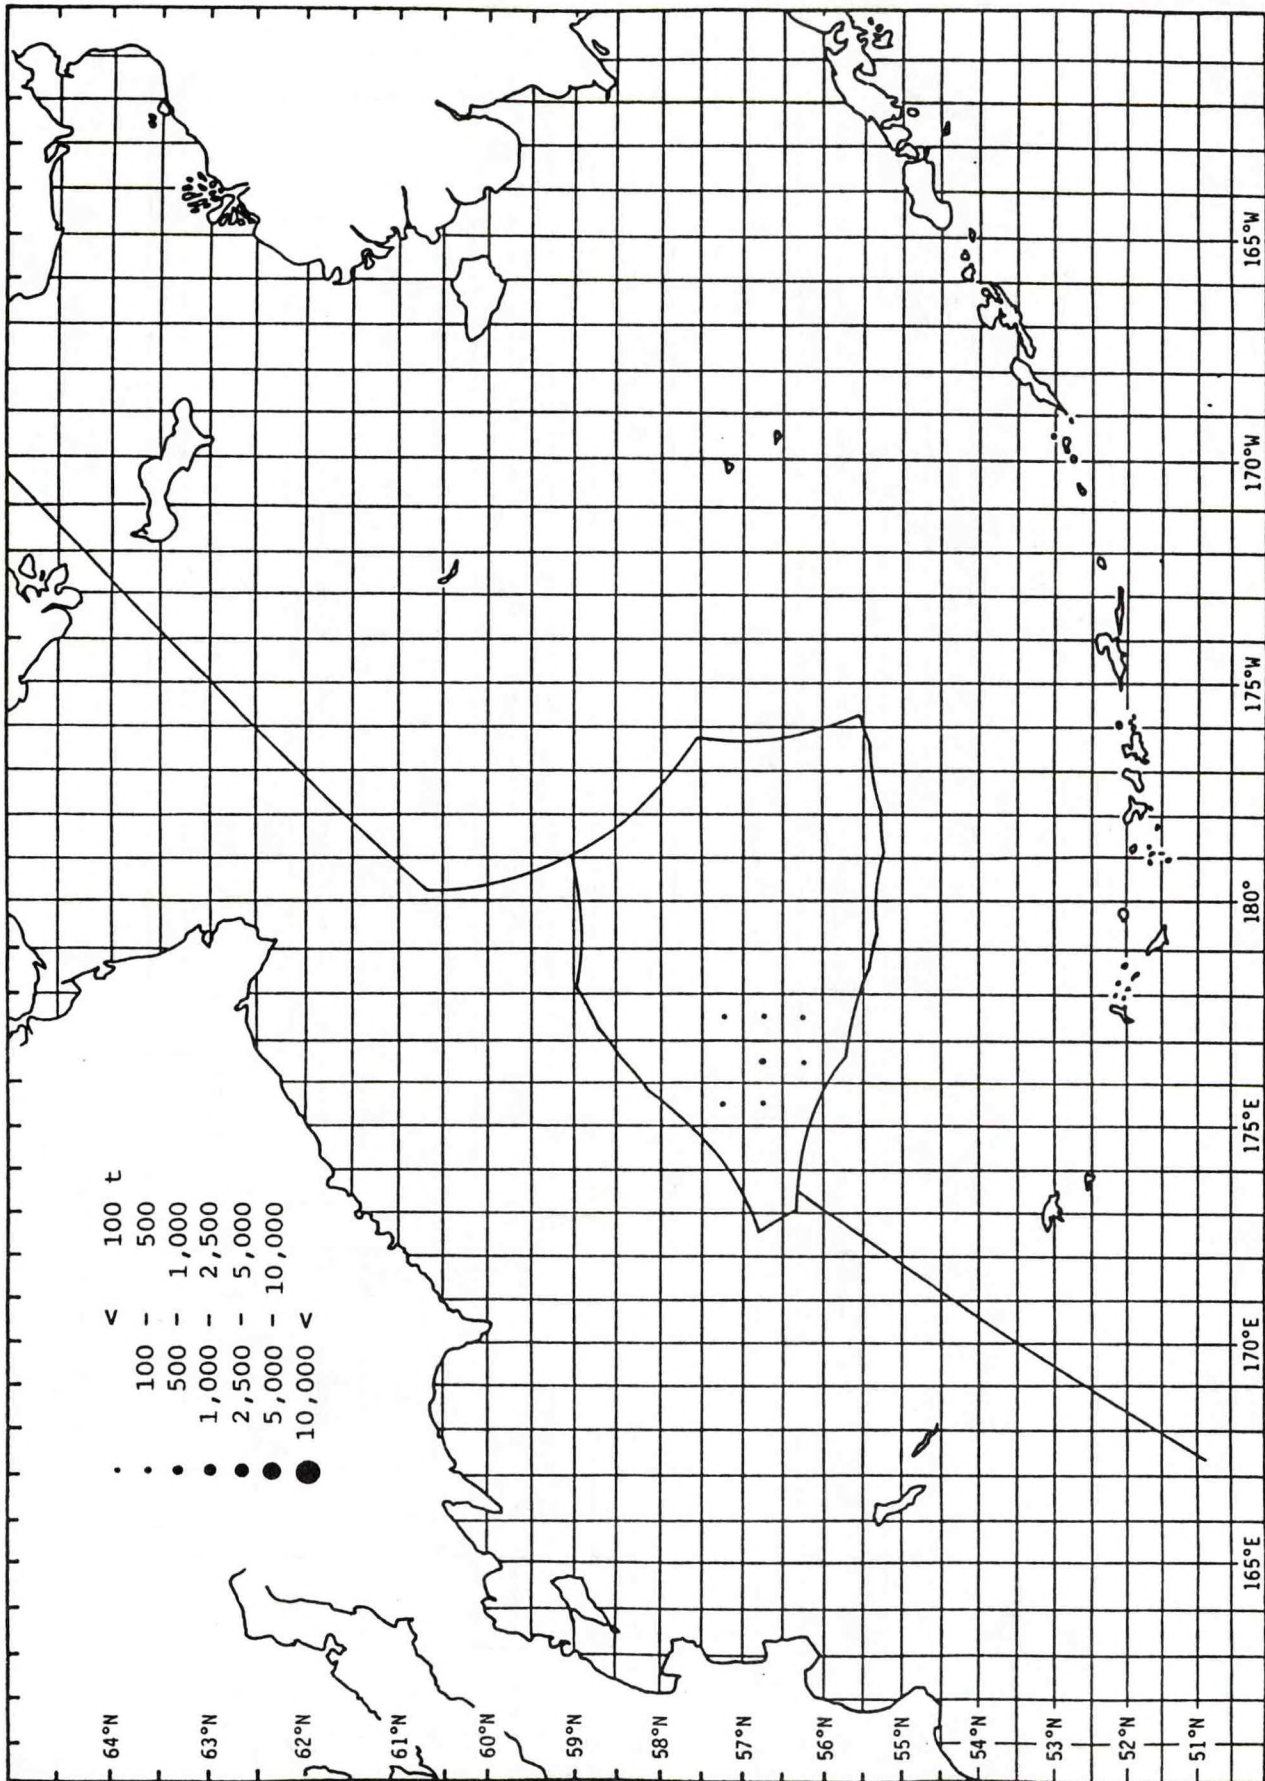 < 100 t
100 - 500
500 - 1,000
1,000 - 2,500
2,500 - 5,000
5,000 - 10,000
10,000 <
64°N
63°N
62°N
61°N
60°N
59°N
58°N
57°N
56°N
55°N
54°N
53°N
52°N
51°N
165°E
170°E
175°E
180°
175°W
170°W
165°W